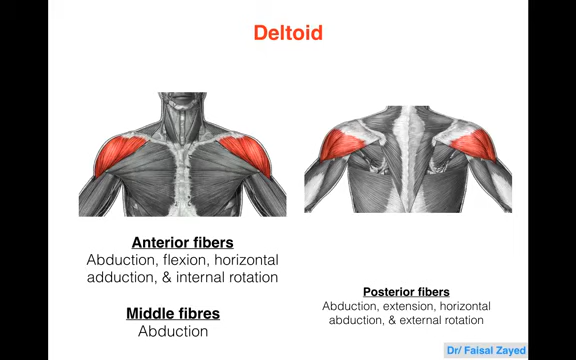 Deltoid
Anterior fibers
Abduction, flexion, horizontal
adduction, & internal rotation
Middle fibres
Abduction
Posterior fibers
Abduction, extension, horizontal
abduction, & external rotation
Dr/ Faisal Zayed